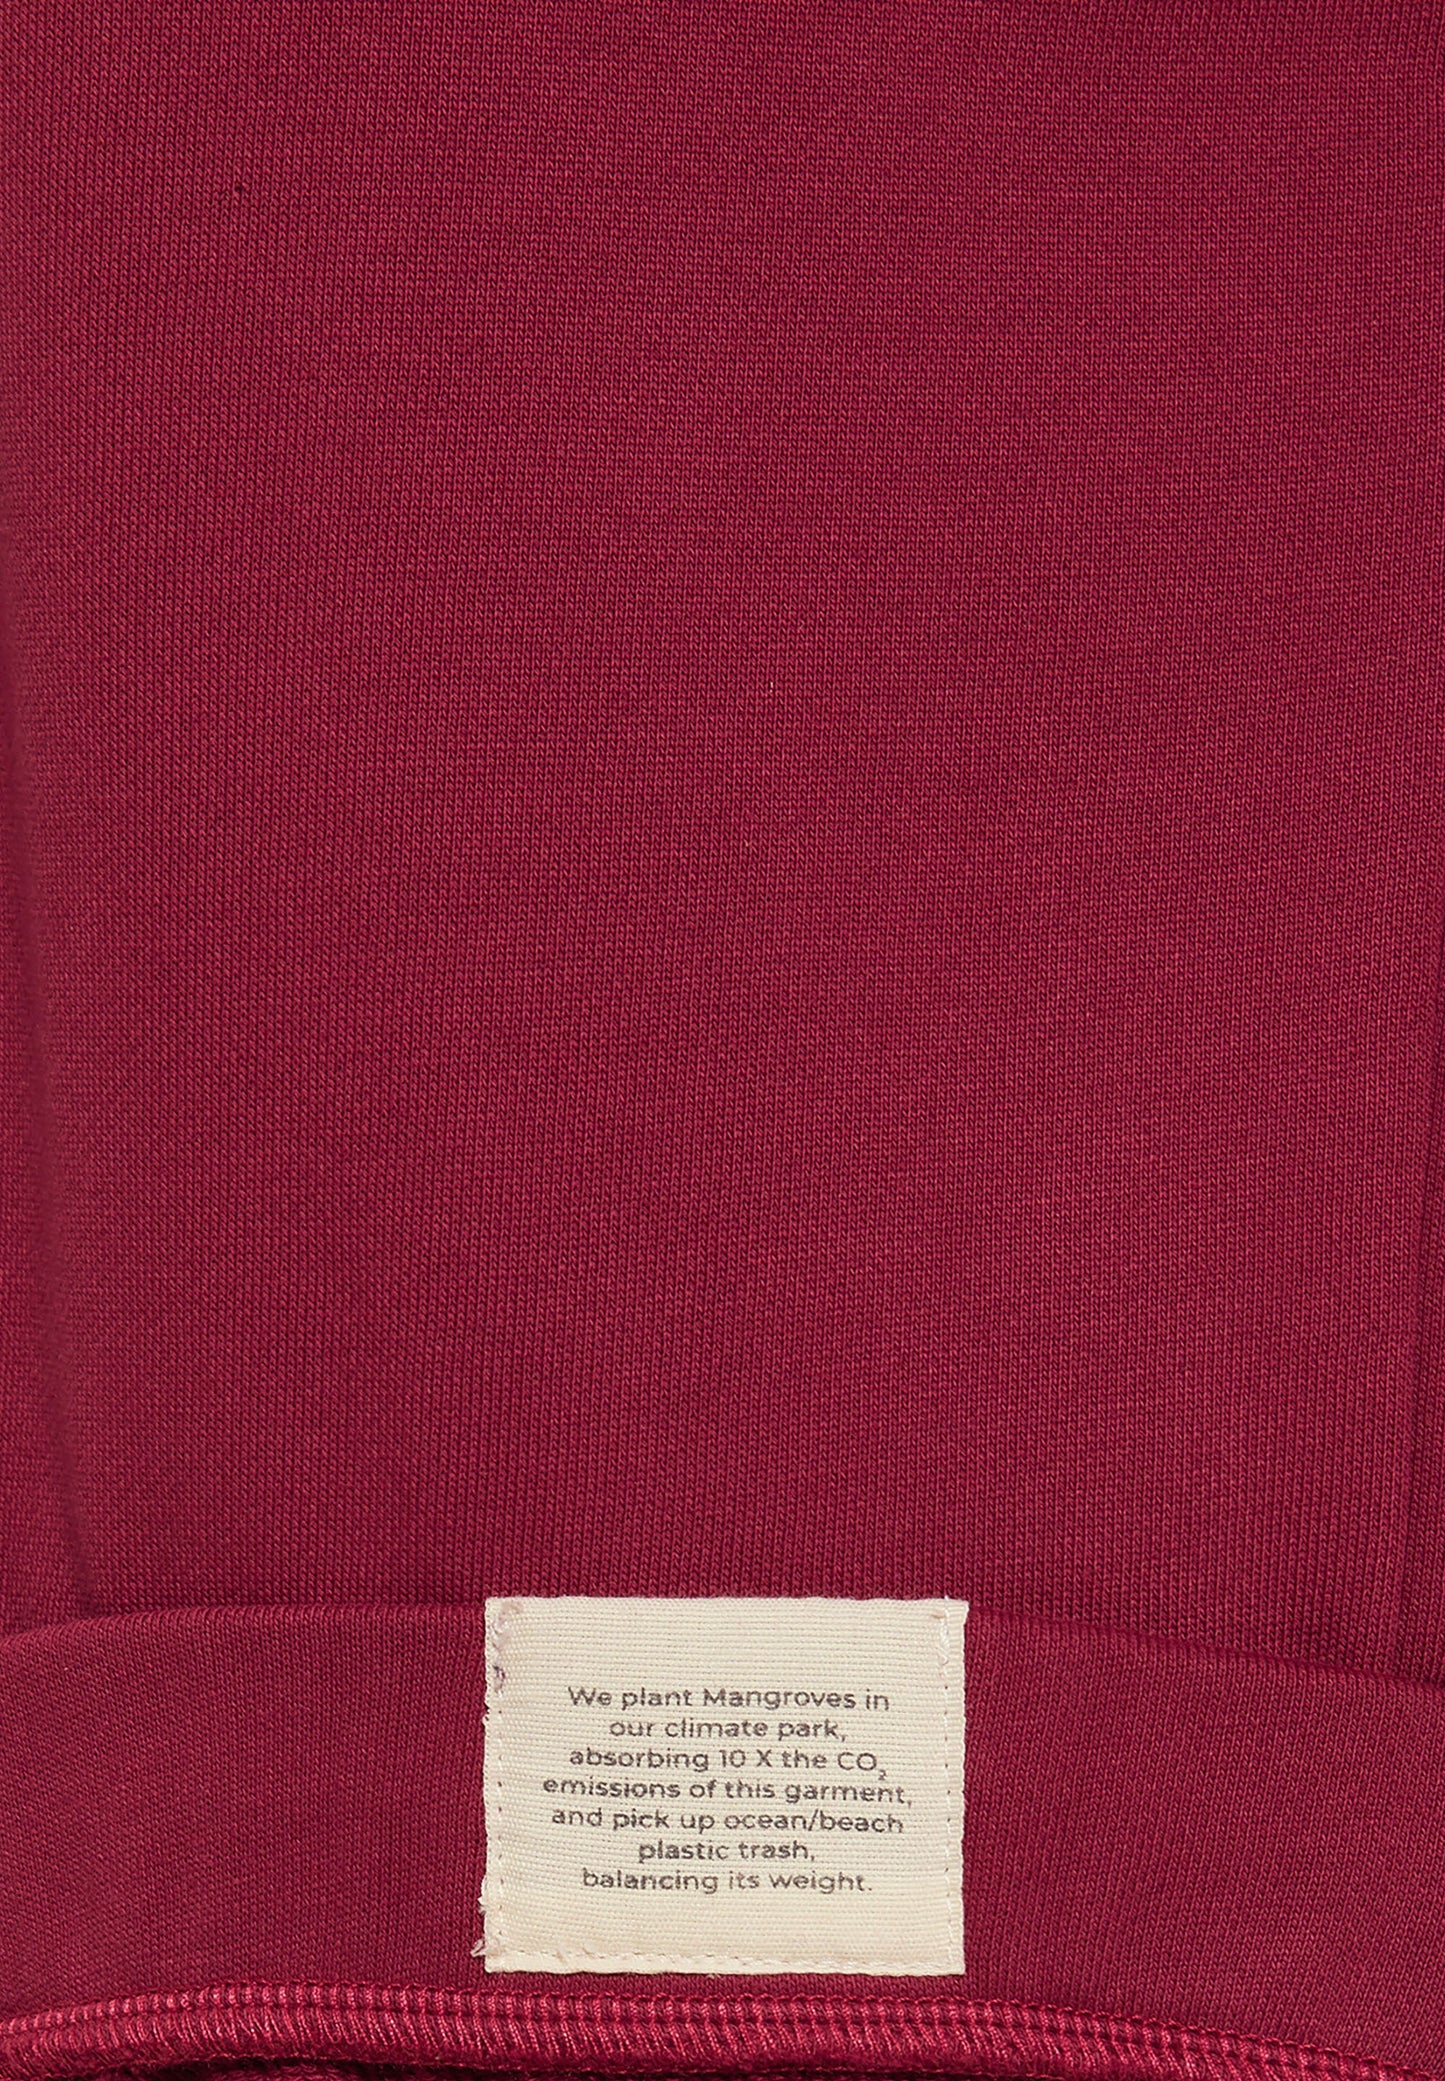 We plant Mangroves in
our climate park,
absorbing 10 X the CO₂
emissions of this garment,
and pick up ocean/beach
plastic trash,
balancing its weight.